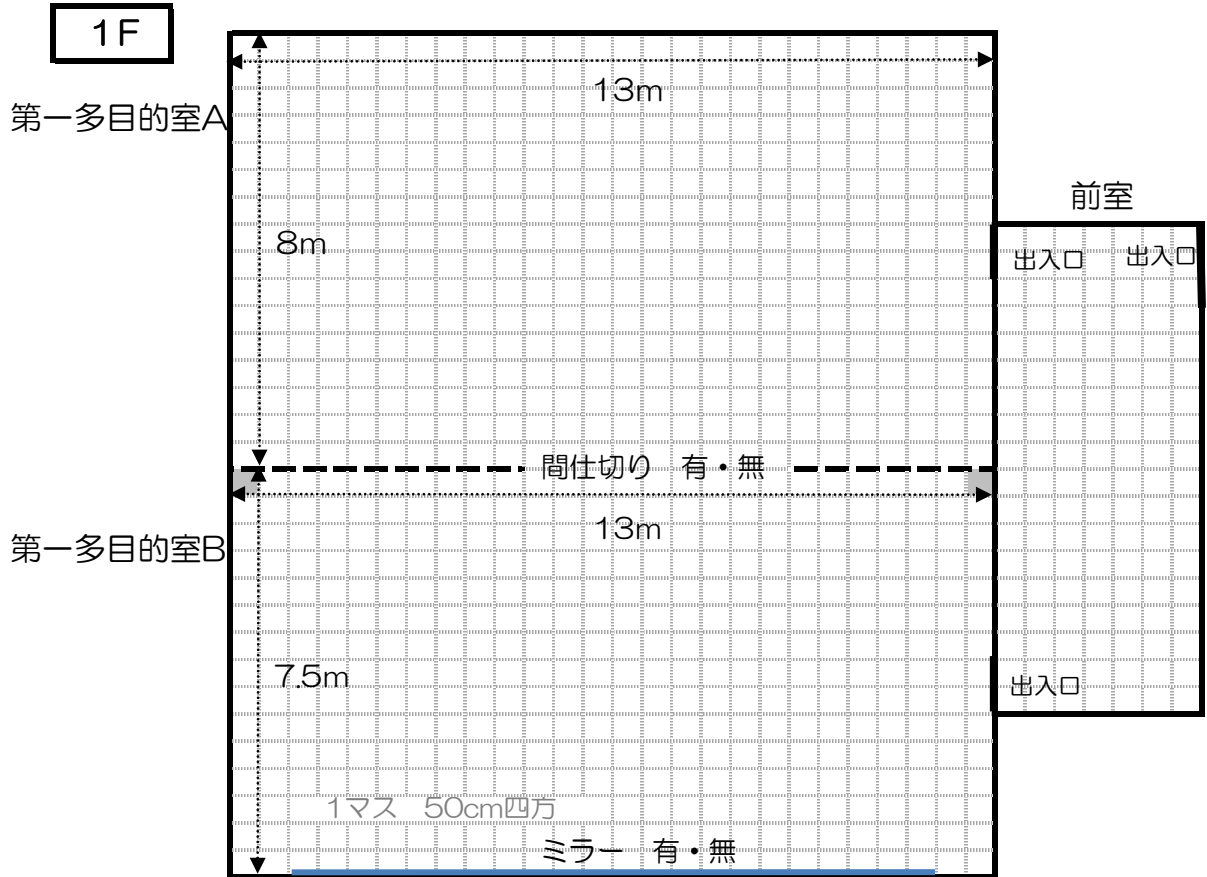 1F
13m
第一多目的室A
前室
8m
出入口
出入口
間仕切り 有・無
13m
第一多目的室B
7.5m
出入口
1マス 50cm四方
ミラー 有・無